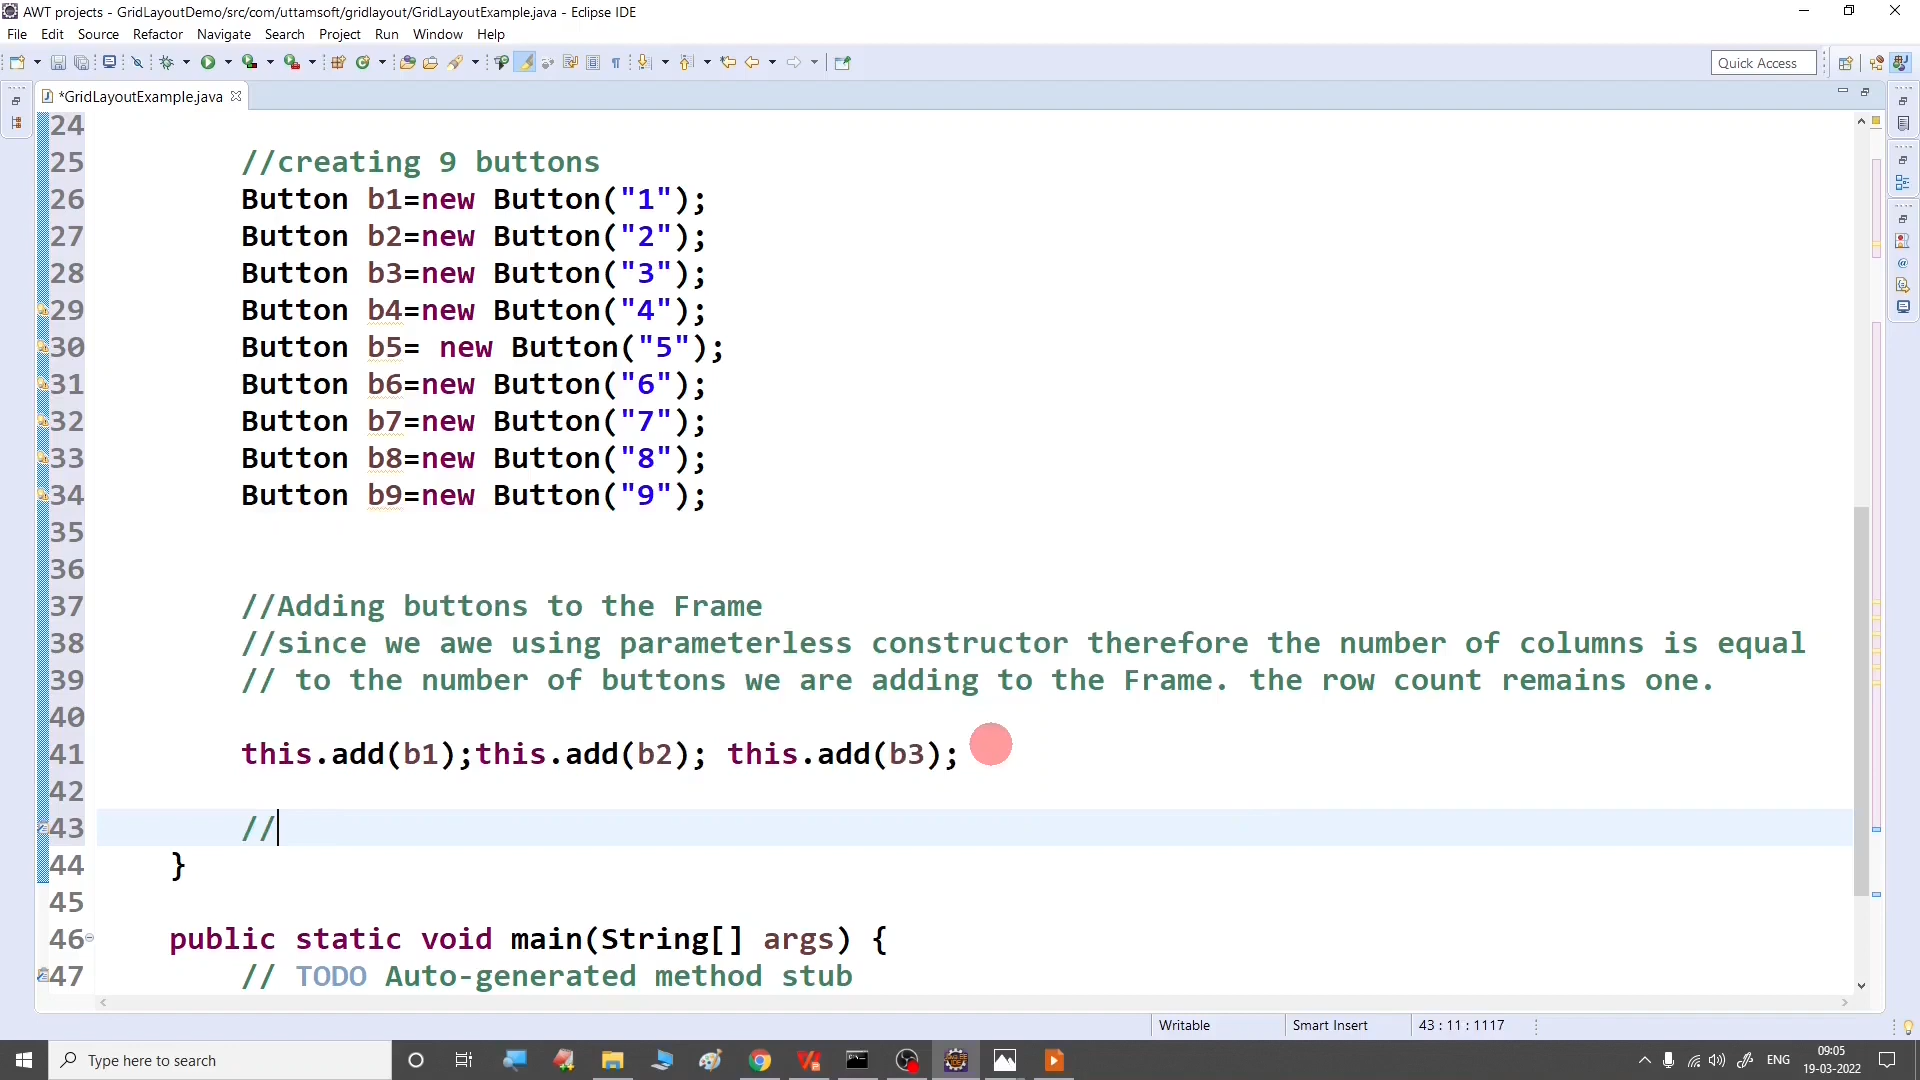 AWT projects - GridLayoutDemo/src/com/uttamsoft/gridlayout/GridLayoutExample.java - Eclipse IDE
File Edit Source Refactor Navigate Search Project Run Window Help
Quick Access
*GridLayoutExample.java
24
25 //creating 9 buttons
26 Button b1=new Button("1");
27 Button b2=new Button("2");
28 Button b3=new Button("3");
29 Button b4=new Button("4");
30 Button b5= new Button("5");
31 Button b6=new Button("6");
32 Button b7=new Button("7");
33 Button b8=new Button("8");
34 Button b9=new Button("9");
35
36
37 //Adding buttons to the Frame
38 //since we awe using parameterless constructor therefore the number of columns is equal
39 // to the number of buttons we are adding to the Frame. the row count remains one.
40
41 this.add(b1);this.add(b2); this.add(b3);
42
43 //
44 }
45
46 public static void main(String[] args) {
47 // TODO Auto-generated method stub
Writable Smart Insert 43 : 11 : 1117
Type here to search
ENG
09:05
19-03-2022